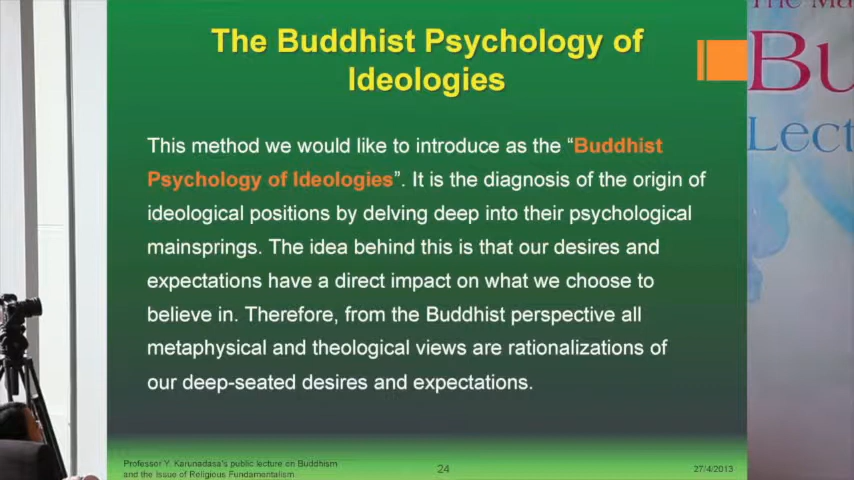 The Buddhist Psychology of
Ideologies
This method we would like to introduce as the “Buddhist
Psychology of Ideologies”. It is the diagnosis of the origin of
ideological positions by delving deep into their psychological
mainsprings. The idea behind this is that our desires and
expectations have a direct impact on what we choose to
believe in. Therefore, from the Buddhist perspective all
metaphysical and theological views are rationalizations of
our deep-seated desires and expectations.
Professor Y. Karunadasa's public lecture on Buddhism
and the Issue of Religious Fundamentalism
24
27/4/2013
The Ma
Bu
Lect